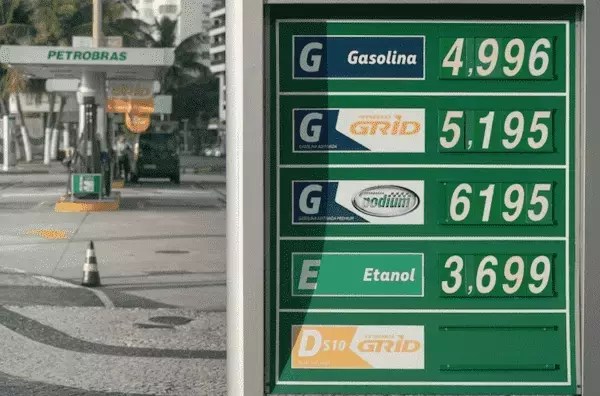 PETROBRAS
G Gasolina 4,996
G GRID 5,195
G podium 6195
E Etanol 3,699
D S10 GRID